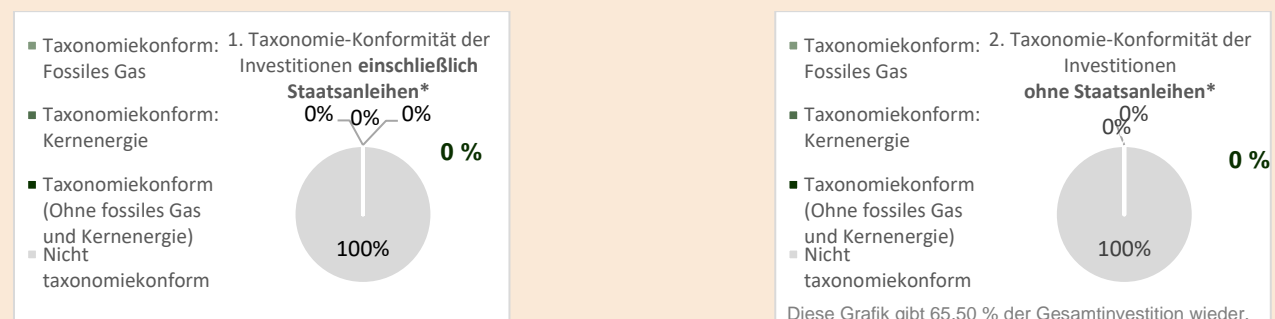 1. Taxonomie-Konformität der
Investitionen einschließlich
Staatsanleihen*
Taxonomiekonform:
Fossiles Gas
Taxonomiekonform:
Kernenergie
Taxonomiekonform
(Ohne fossiles Gas
und Kernenergie)
Nicht
taxonomiekonform
0% 0% 0%
0 %
100%
2. Taxonomie-Konformität der
Investitionen
ohne Staatsanleihen*
Taxonomiekonform:
Fossiles Gas
Taxonomiekonform:
Kernenergie
Taxonomiekonform
(Ohne fossiles Gas
und Kernenergie)
Nicht
taxonomiekonform
0%
0%
0 %
100%
Diese Grafik gibt 65,50 % der Gesamtinvestition wieder.